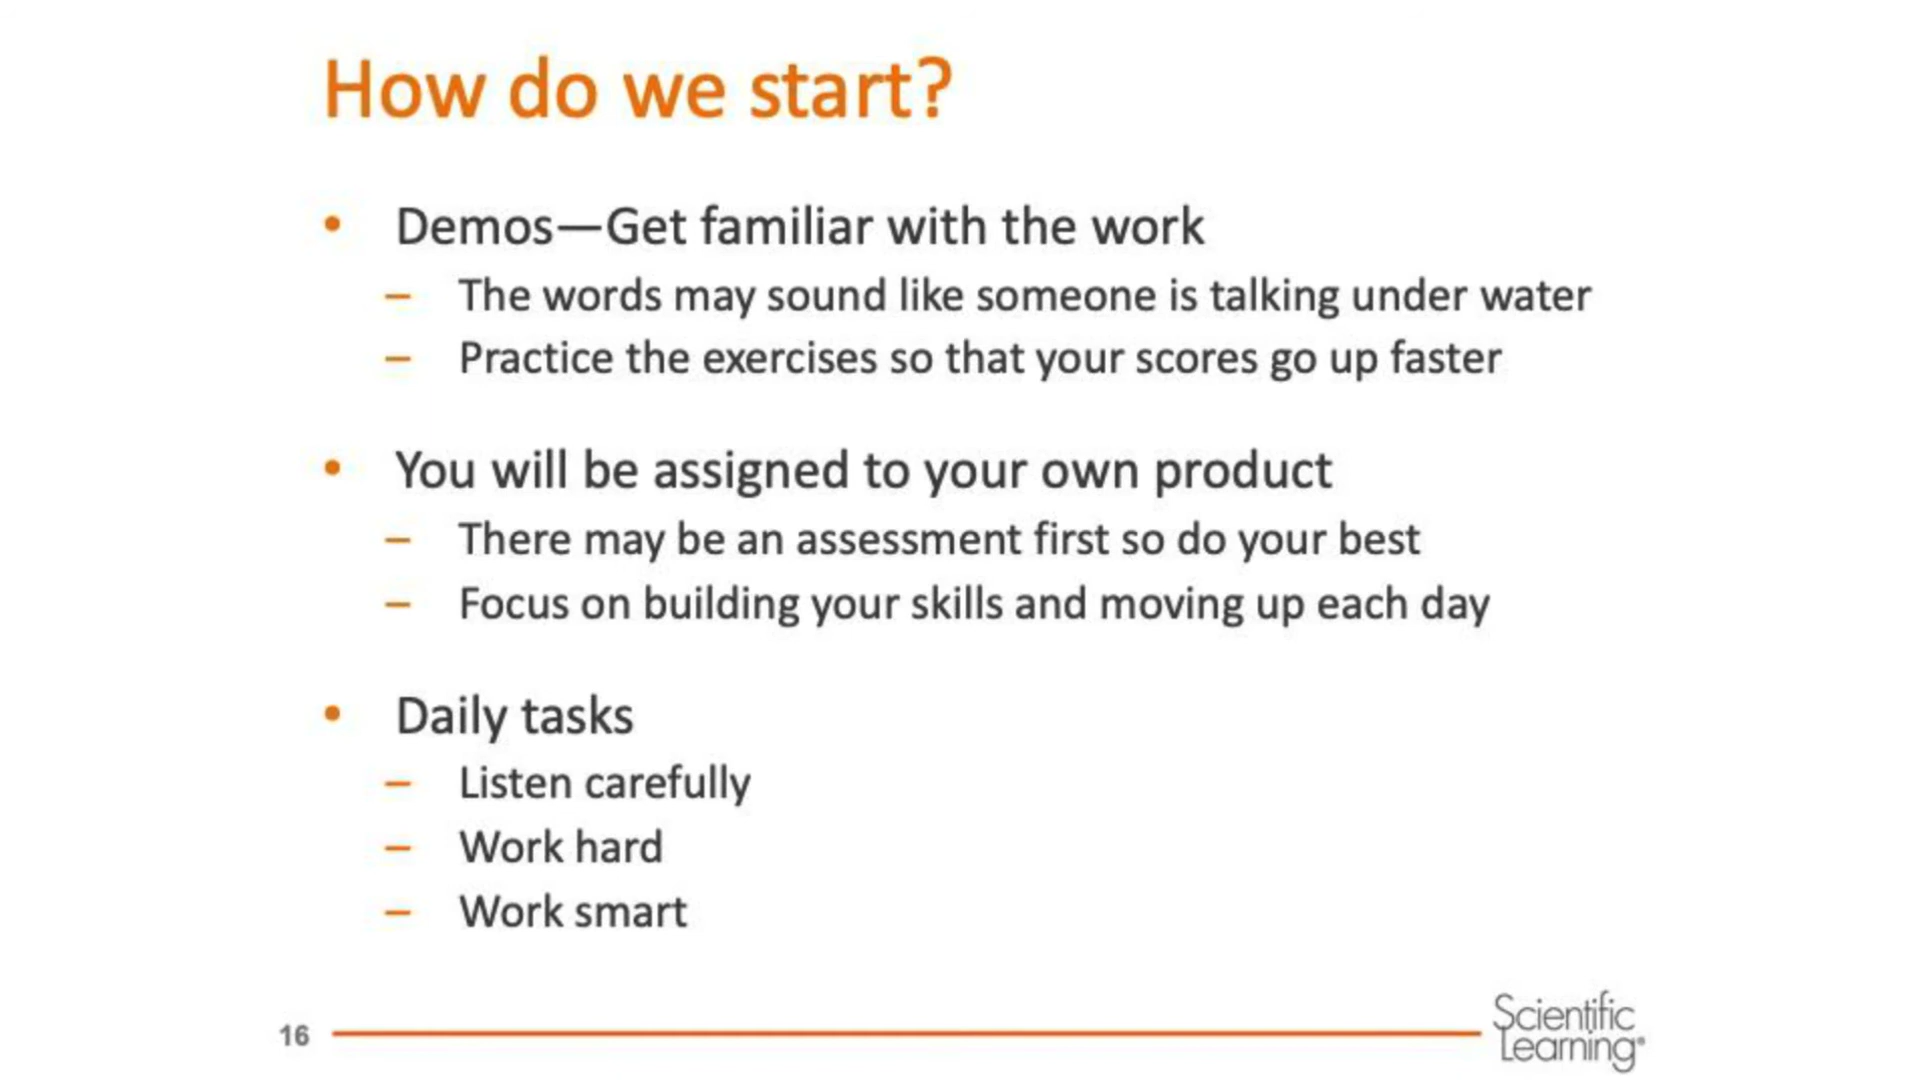 How do we start?
• Demos—Get familiar with the work
– The words may sound like someone is talking under water
– Practice the exercises so that your scores go up faster
• You will be assigned to your own product
– There may be an assessment first so do your best
– Focus on building your skills and moving up each day
• Daily tasks
– Listen carefully
– Work hard
– Work smart
16
Scientific
Learning®